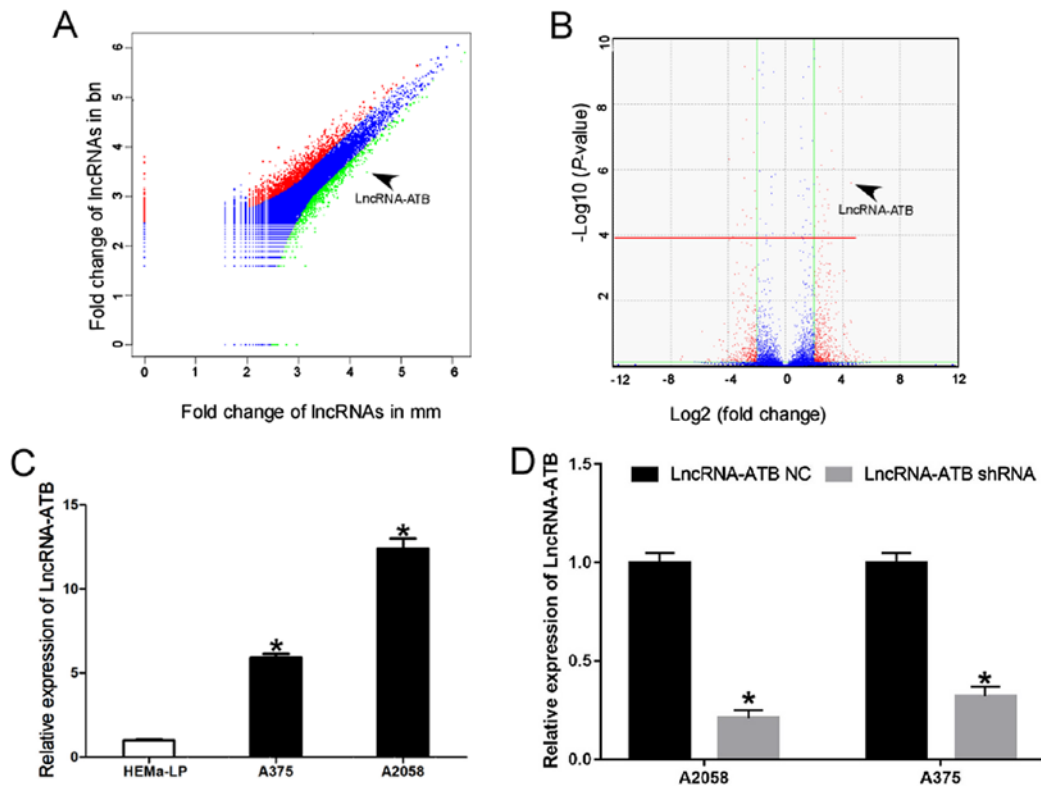 A
Fold change of lncRNAs in bn
6
5
4
3
2
1
0
LncRNA-ATB
0 1 2 3 4 5 6
Fold change of lncRNAs in mm
B
-Log10 (P-value)
10
8
6
4
2
LncRNA-ATB
-12 -8 -4 0 4 8 12
Log2 (fold change)
C
Relative expression of LncRNA-ATB
15
10
5
0
*
*
HEMa-LP A375 A2058
D
Relative expression of LncRNA-ATB
LncRNA-ATB NC LncRNA-ATB shRNA
1.5
1.0
0.5
0.0
*
*
A2058 A375